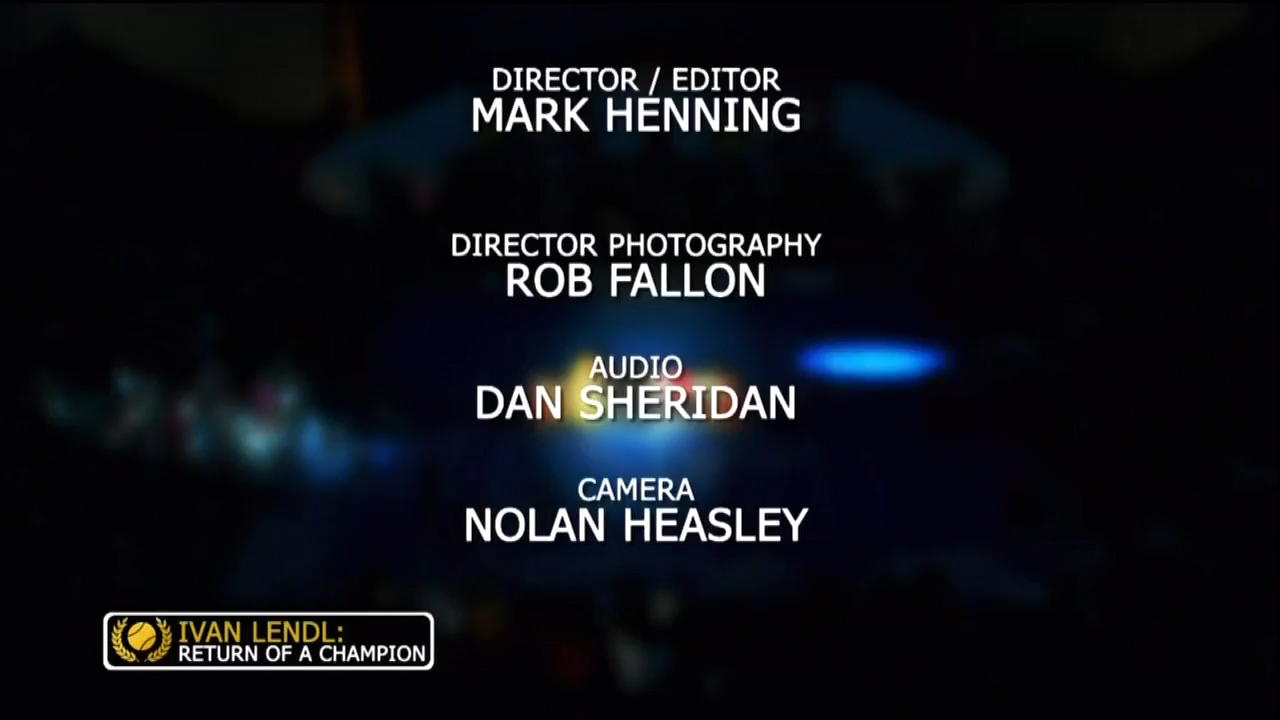 DIRECTOR / EDITOR
MARK HENNING
DIRECTOR PHOTOGRAPHY
ROB FALLON
AUDIO
DAN SHERIDAN
CAMERA
NOLAN HEASLEY
IVAN LENDL:
RETURN OF A CHAMPION